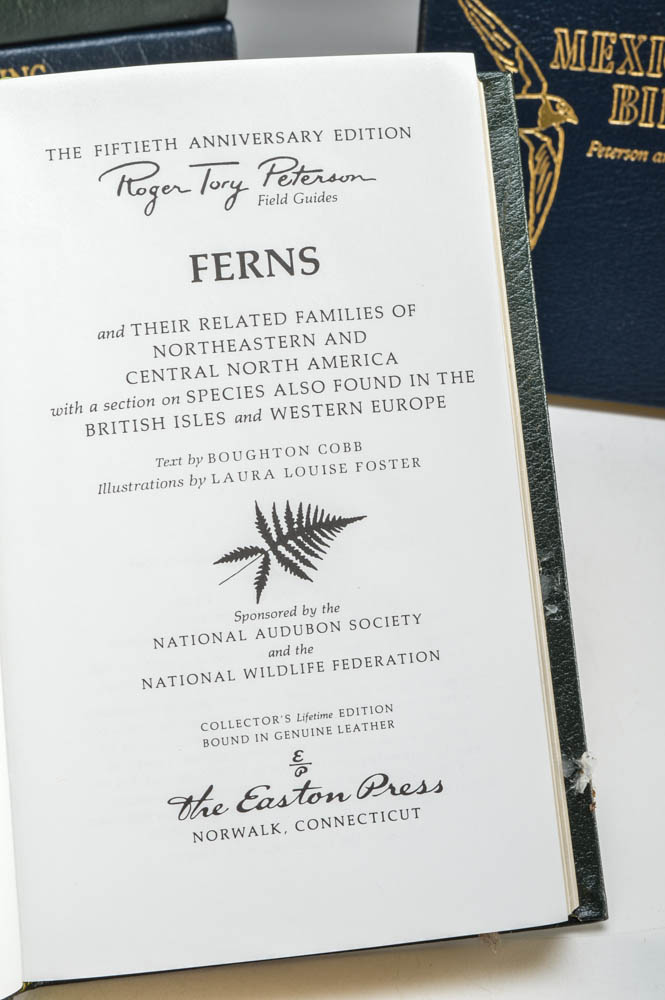 THE FIFTIETH ANNIVERSARY EDITION
Roger Tory Peterson
Field Guides
FERNS
and THEIR RELATED FAMILIES OF
NORTHEASTERN AND
CENTRAL NORTH AMERICA
with a section on SPECIES ALSO FOUND IN THE
BRITISH ISLES and WESTERN EUROPE
Text by BOUGHTON COBB
Illustrations by LAURA LOUISE FOSTER
Sponsored by the
NATIONAL AUDUBON SOCIETY
and the
NATIONAL WILDLIFE FEDERATION
COLLECTOR'S Lifetime EDITION
BOUND IN GENUINE LEATHER
E
P
The Easton Press
NORWALK, CONNECTICUT
Peterson